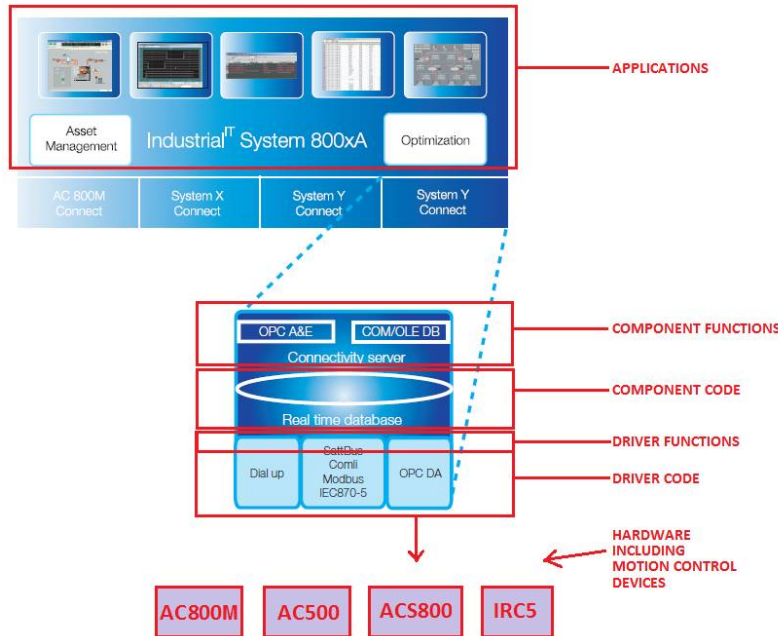 APPLICATIONS
Asset
Management
IndustrialIT System 800xA
Optimization
AC 800M
Connect
System X
Connect
System Y
Connect
System Y
Connect
OPC A&E
COM/OLE DB
Connectivity server
COMPONENT FUNCTIONS
COMPONENT CODE
Real time database
DRIVER FUNCTIONS
Dial up
SattBus
Comli
Modbus
IEC870-5
OPC DA
DRIVER CODE
HARDWARE
INCLUDING
MOTION CONTROL
DEVICES
AC800M
AC500
ACS800
IRC5